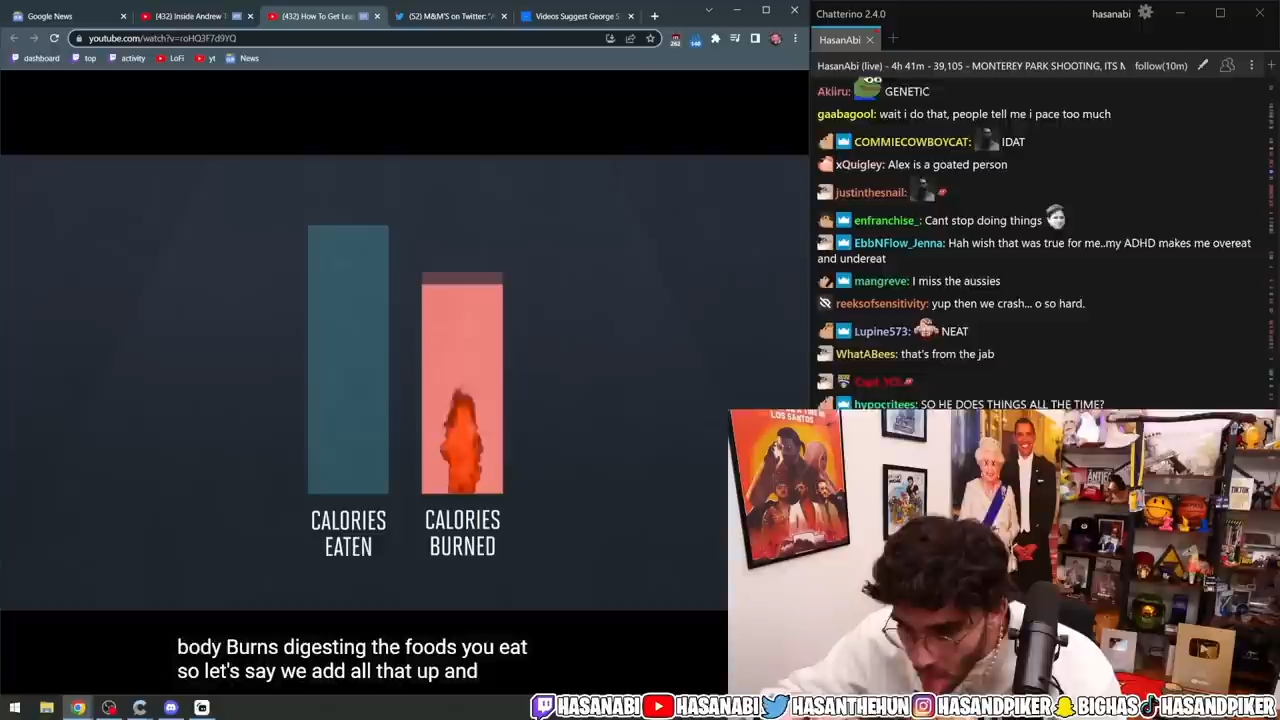 Google News
(432) Inside Andrew T
(432) How To Get Lea
(52) M&M'S on Twitter: "
Videos Suggest George S
youtube.com/watch?v=roHQ3F7d9YQ
dashboard
top
activity
LoFi
yt
News
Chatterino 2.4.0
hasanabi
HasanAbi
HasanAbi (live) - 4h 41m - 39,105 - MONTEREY PARK SHOOTING, ITS M
follow(10m)
Akiiru: GENETIC
gaabagool: wait i do that, people tell me i pace too much
COMMIECOWBOYCAT: IDAT
xQuigley: Alex is a goated person
justinthesnail:
enfranchise_: Cant stop doing things
EbbNFlow_Jenna: Hah wish that was true for me..my ADHD makes me overeat
and undereat
mangreve: I miss the aussies
reeksofsensitivity: yup then we crash... o so hard.
Lupine573: NEAT
WhatABees: that's from the jab
hypocritees: SO HE DOES THINGS ALL THE TIME?
CALORIES
EATEN
CALORIES
BURNED
body Burns digesting the foods you eat
so let's say we add all that up and
LOS SANTOS
ANTIFA
TIKTOK
HASANABI
HASANABI
HASANTHEHUN
HASANDPIKER
BIGHAS
HASANDPIKER